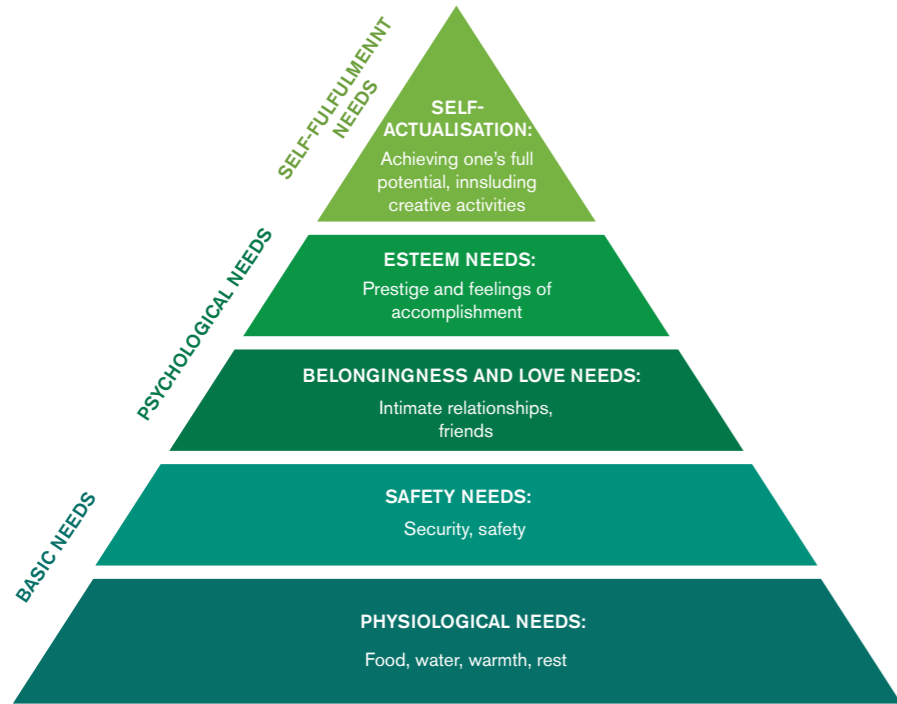 SELF-FULFULMENNT
NEEDS
SELF-
ACTUALISATION:
Achieving one’s full
potential, innsluding
creative activities
PSYCHOLOGICAL NEEDS
ESTEEM NEEDS:
Prestige and feelings of
accomplishment
BELONGINGNESS AND LOVE NEEDS:
Intimate relationships,
friends
BASIC NEEDS
SAFETY NEEDS:
Security, safety
PHYSIOLOGICAL NEEDS:
Food, water, warmth, rest